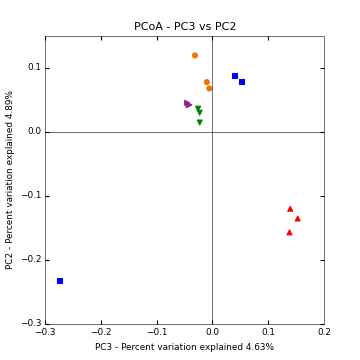 PCoA - PC3 vs PC2
PC2 - Percent variation explained 4.89%
0.1
0.0
−0.1
−0.2
−0.3
−0.3 −0.2 −0.1 0.0 0.1 0.2
PC3 - Percent variation explained 4.63%